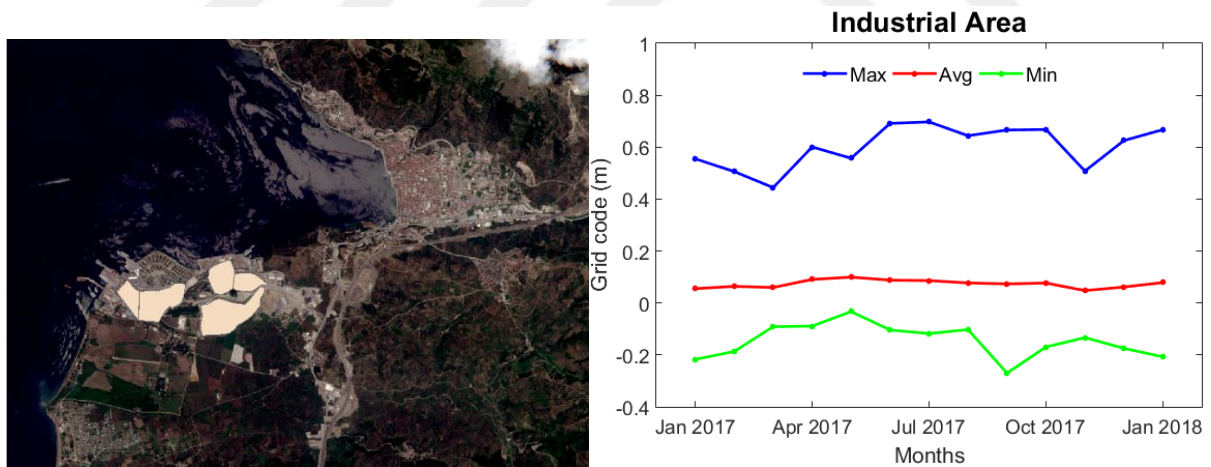 Industrial Area
Max Avg Min
Grid code (m)
1
0.8
0.6
0.4
0.2
0
-0.2
-0.4
Jan 2017 Apr 2017 Jul 2017 Oct 2017 Jan 2018
Months